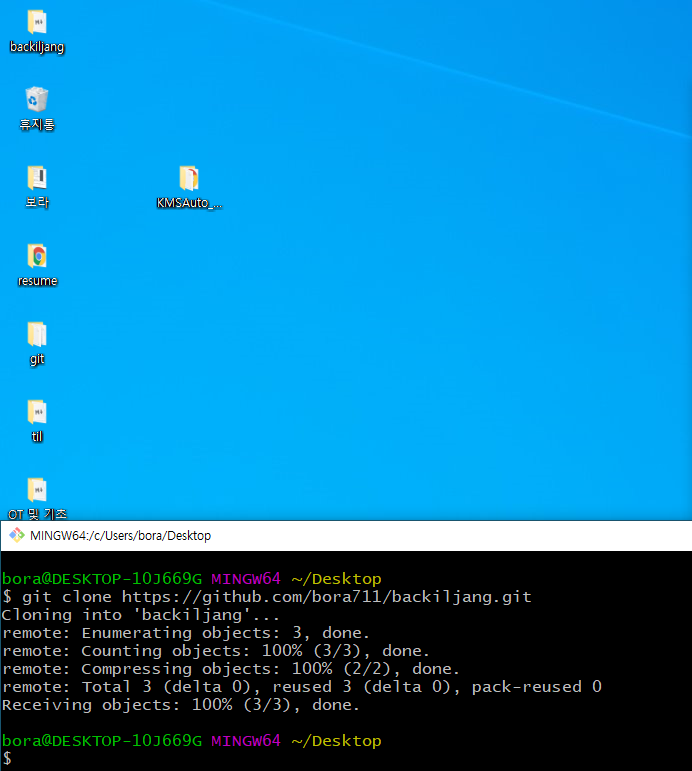 backiljang
휴지통
보라
KMSAuto_...
resume
git
til
OT 및 기조
MINGW64:/c/Users/bora/Desktop
bora@DESKTOP-1OJ669G MINGW64 ~/Desktop
$ git clone https://github.com/bora711/backiljang.git
Cloning into 'backiljang'...
remote: Enumerating objects: 3, done.
remote: Counting objects: 100% (3/3), done.
remote: Compressing objects: 100% (2/2), done.
remote: Total 3 (delta 0), reused 3 (delta 0), pack-reused 0
Receiving objects: 100% (3/3), done.
bora@DESKTOP-1OJ669G MINGW64 ~/Desktop
$